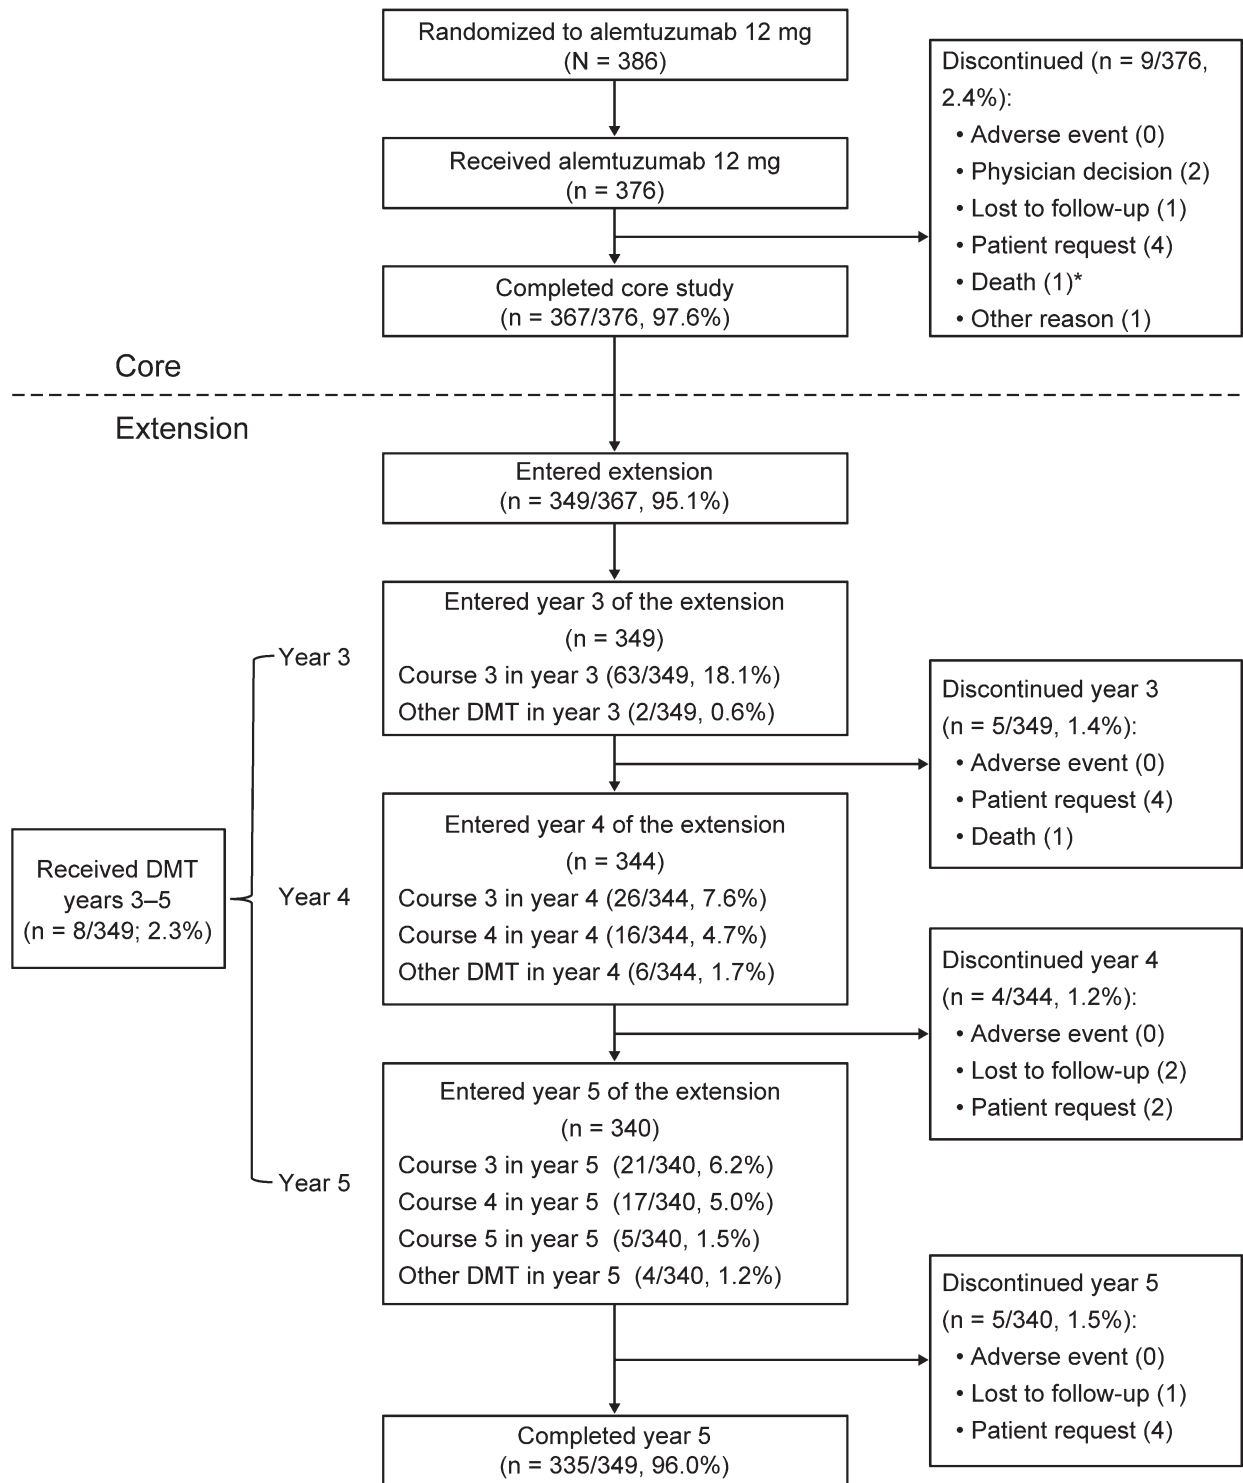 Randomized to alemtuzumab 12 mg
(N = 386)
Received alemtuzumab 12 mg
(n = 376)
Discontinued (n = 9/376,
2.4%):
• Adverse event (0)
• Physician decision (2)
• Lost to follow-up (1)
• Patient request (4)
• Death (1)*
• Other reason (1)
Completed core study
(n = 367/376, 97.6%)
Core
Extension
Entered extension
(n = 349/367, 95.1%)
Year 3
Entered year 3 of the extension
(n = 349)
Course 3 in year 3 (63/349, 18.1%)
Other DMT in year 3 (2/349, 0.6%)
Discontinued year 3
(n = 5/349, 1.4%):
• Adverse event (0)
• Patient request (4)
• Death (1)
Received DMT
years 3–5
(n = 8/349; 2.3%)
Year 4
Entered year 4 of the extension
(n = 344)
Course 3 in year 4 (26/344, 7.6%)
Course 4 in year 4 (16/344, 4.7%)
Other DMT in year 4 (6/344, 1.7%)
Discontinued year 4
(n = 4/344, 1.2%):
• Adverse event (0)
• Lost to follow-up (2)
• Patient request (2)
Year 5
Entered year 5 of the extension
(n = 340)
Course 3 in year 5 (21/340, 6.2%)
Course 4 in year 5 (17/340, 5.0%)
Course 5 in year 5 (5/340, 1.5%)
Other DMT in year 5 (4/340, 1.2%)
Discontinued year 5
(n = 5/340, 1.5%):
• Adverse event (0)
• Lost to follow-up (1)
• Patient request (4)
Completed year 5
(n = 335/349, 96.0%)